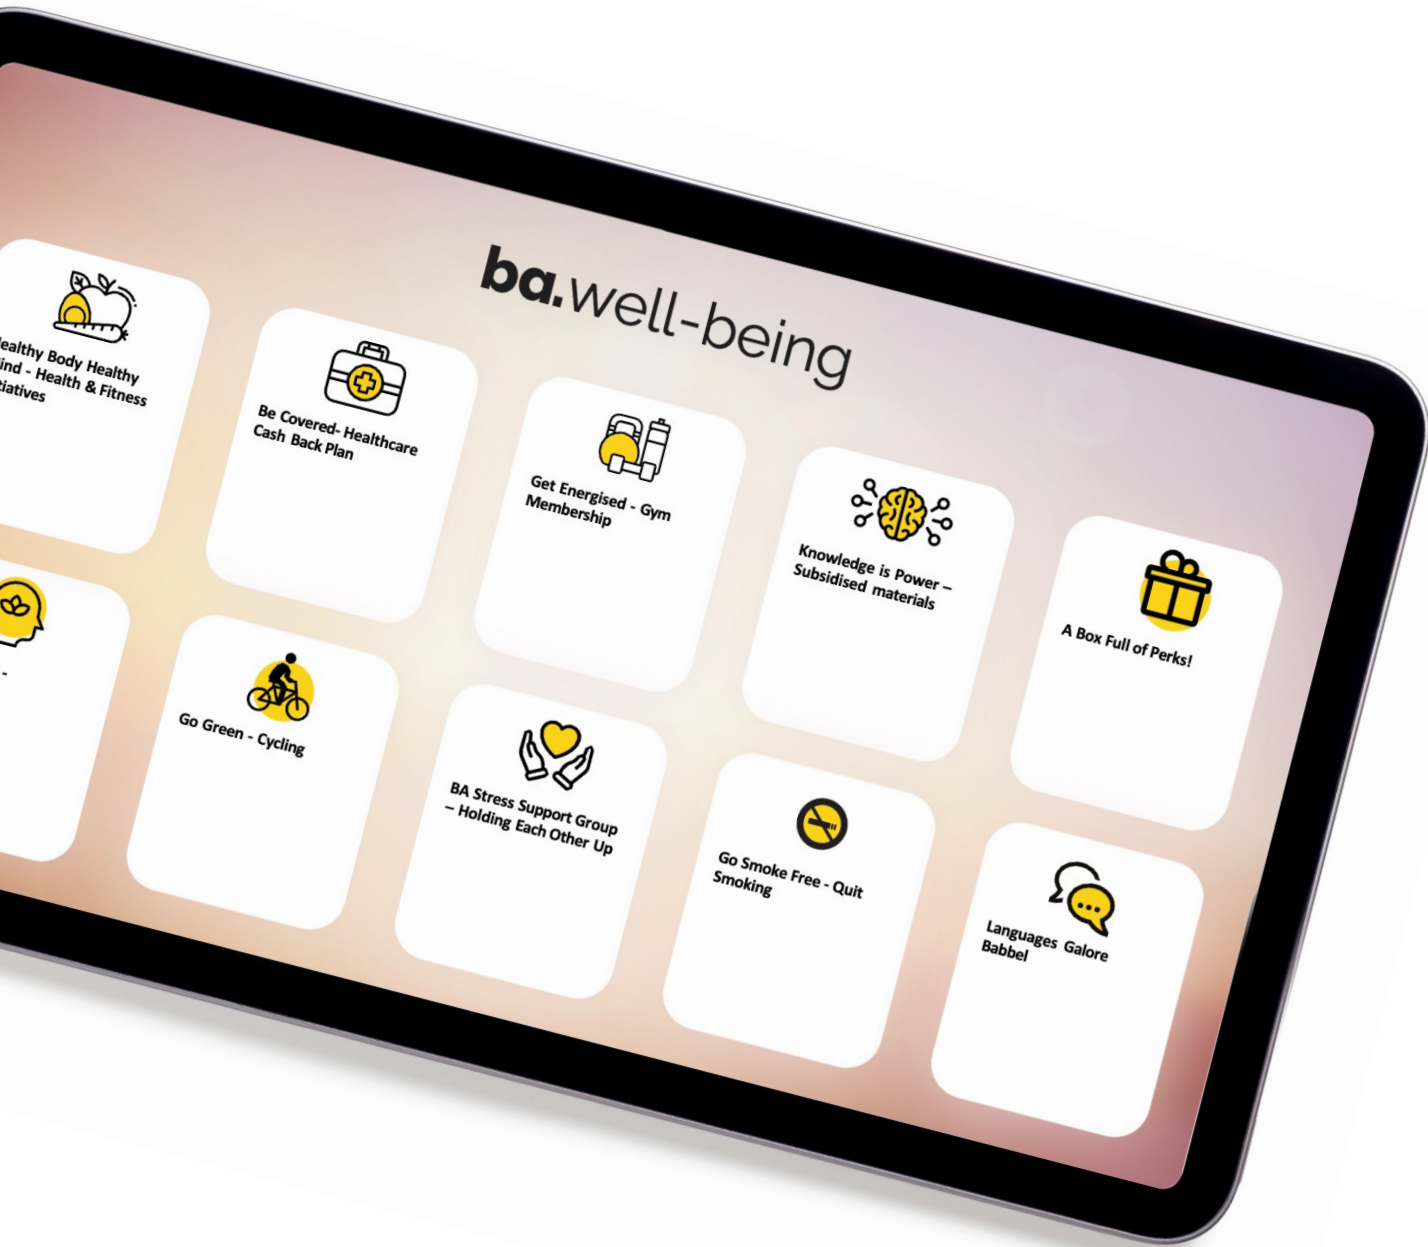 ba.well-being
ealthy Body Healthy
ind - Health & Fitness
tiatives
Be Covered- Healthcare
Cash Back Plan
Get Energised - Gym
Membership
Knowledge is Power –
Subsidised materials
A Box Full of Perks!
-
Go Green - Cycling
BA Stress Support Group
– Holding Each Other Up
Go Smoke Free - Quit
Smoking
Languages Galore
Babbel